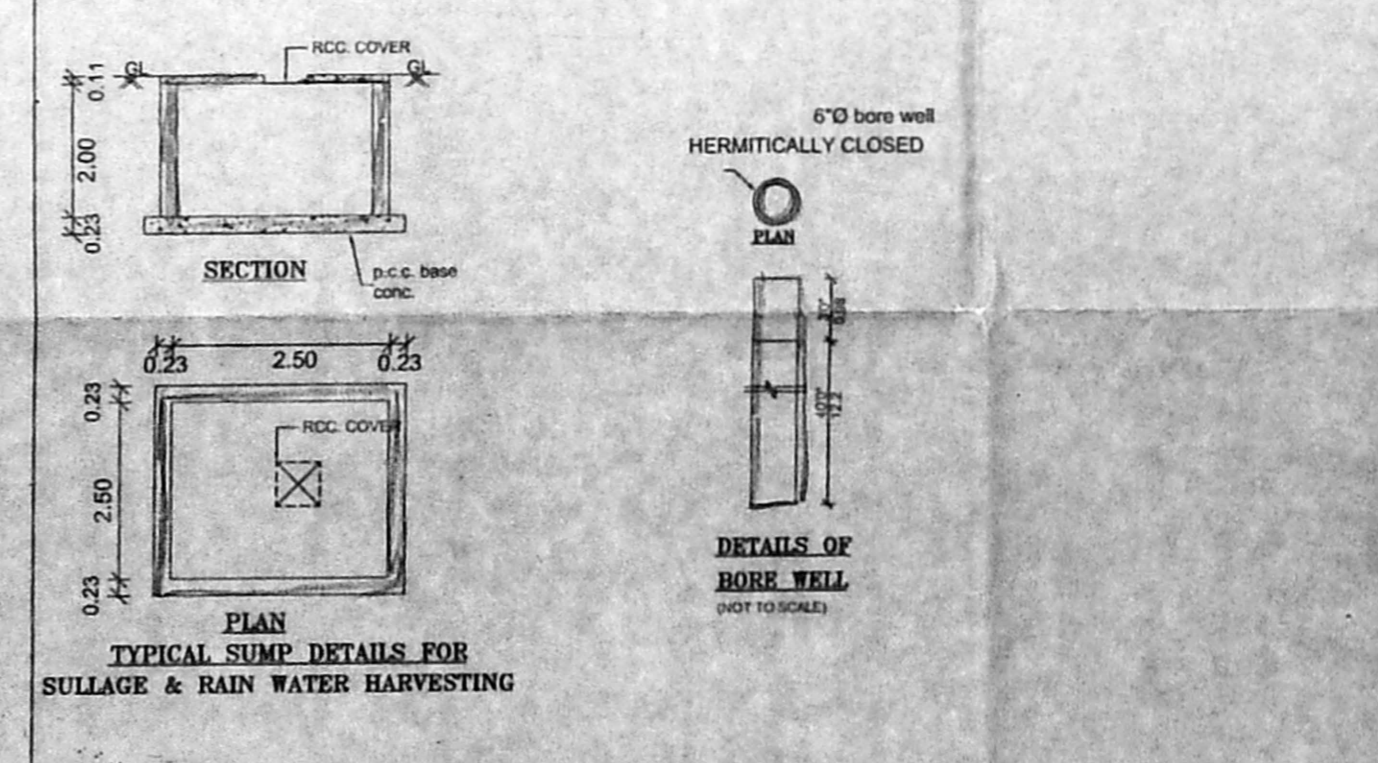 RCC. COVER
GL
GL
0.11
2.00
0.23
SECTION
p.c.c. base
conc.
0.23
2.50
0.23
0.23
2.50
0.23
RCC. COVER
PLAN
TYPICAL SUMP DETAILS FOR
SULLAGE & RAIN WATER HARVESTING
6"Ø bore well
HERMITICALLY CLOSED
PLAN
12.2
DETAILS OF
BORE WELL
(NOT TO SCALE)